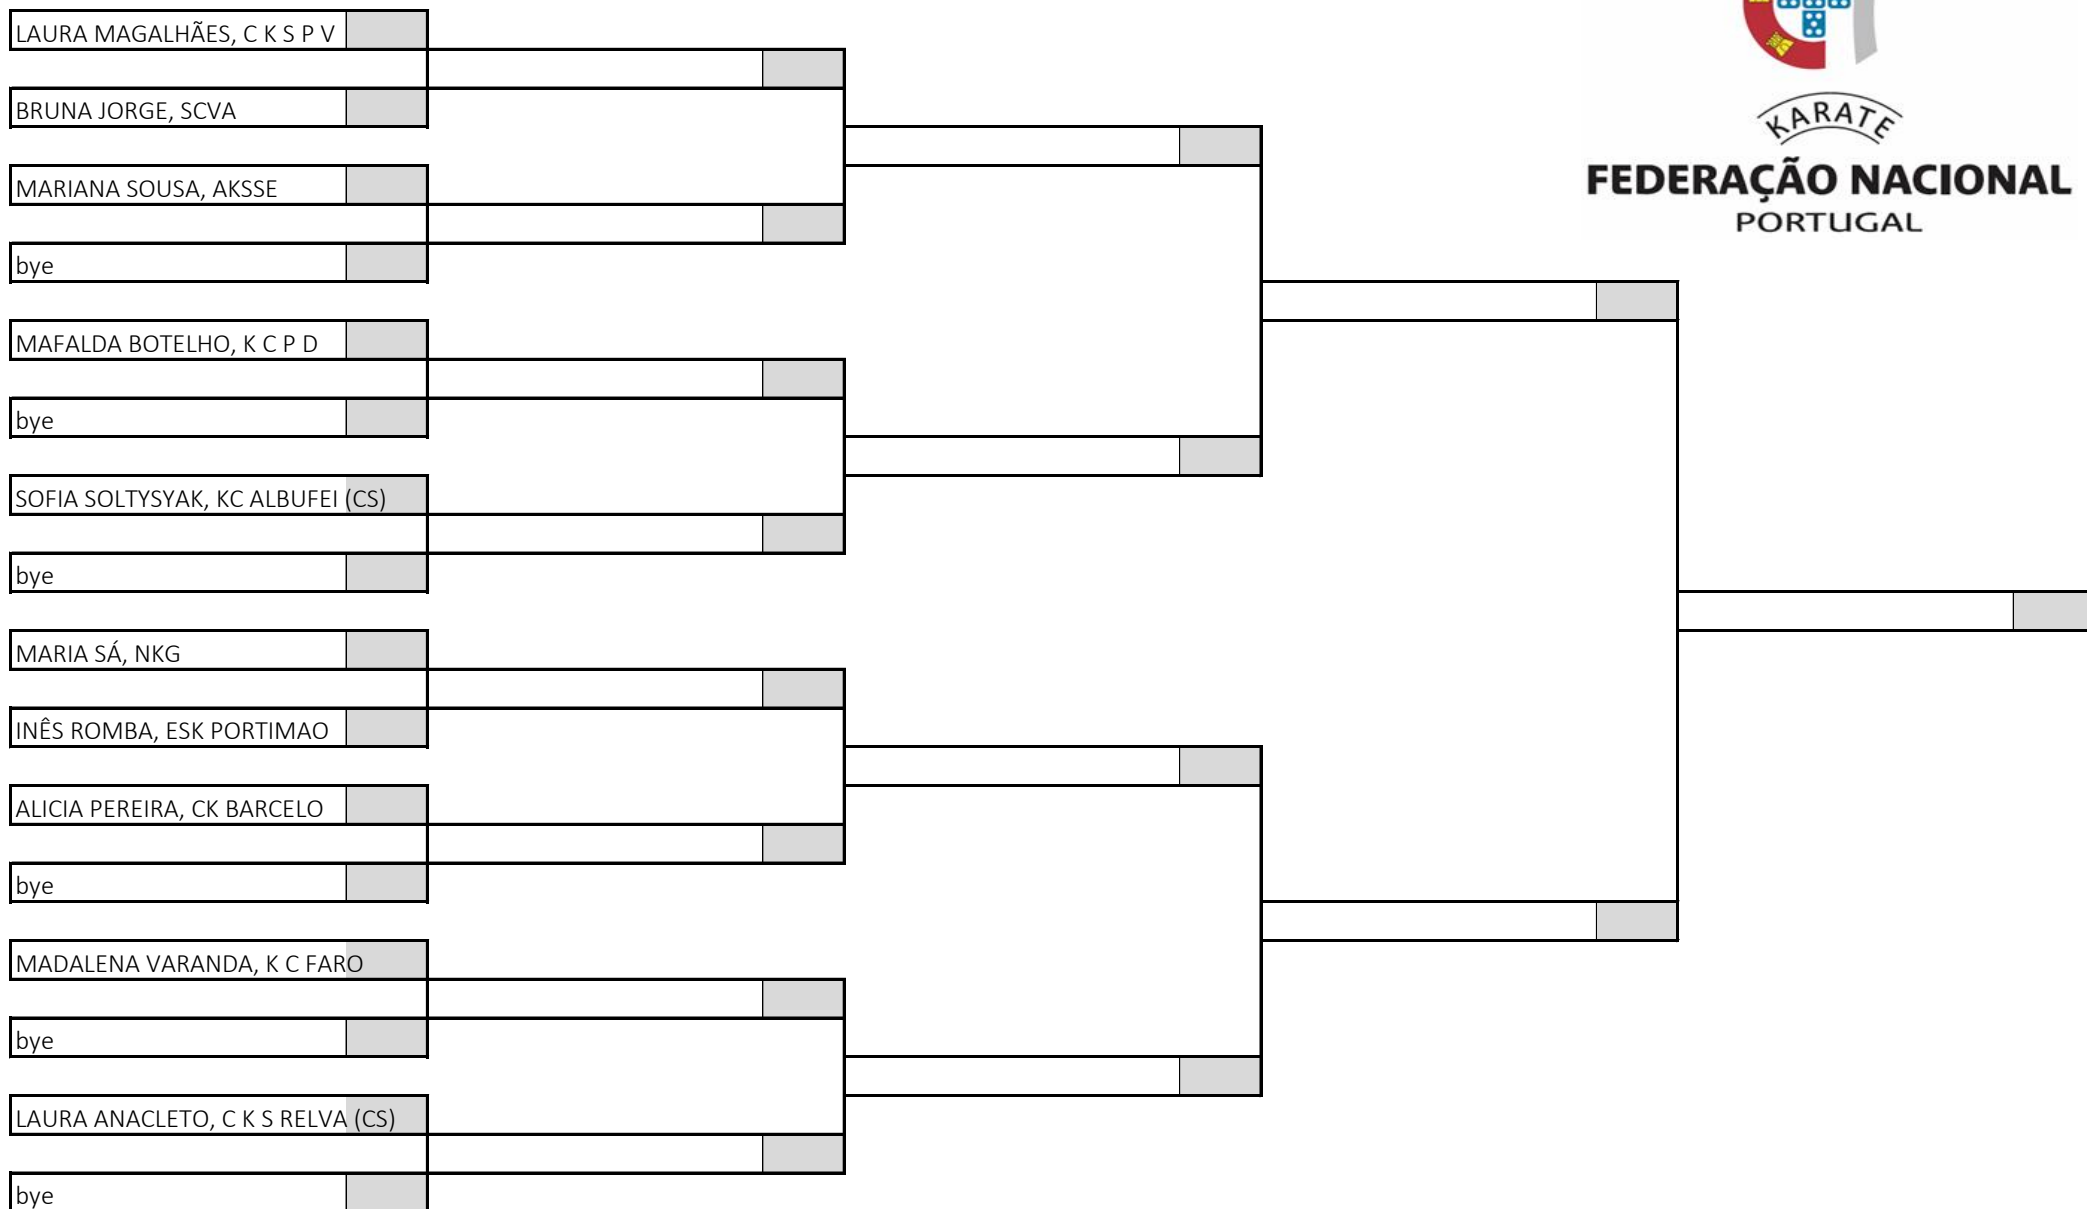 LAURA MAGALHÃES, C K S P V
BRUNA JORGE, SCVA
MARIANA SOUSA, AKSSE
bye
MAFALDA BOTELHO, K C P D
bye
SOFIA SOLTYSYAK, KC ALBUFEI (CS)
bye
MARIA SÁ, NKG
INÊS ROMBA, ESK PORTIMAO
ALICIA PEREIRA, CK BARCELO
bye
MADALENA VARANDA, K C FARO
bye
LAURA ANACLETO, C K S RELVA (CS)
bye
KARATE
FEDERAÇÃO NACIONAL
PORTUGAL